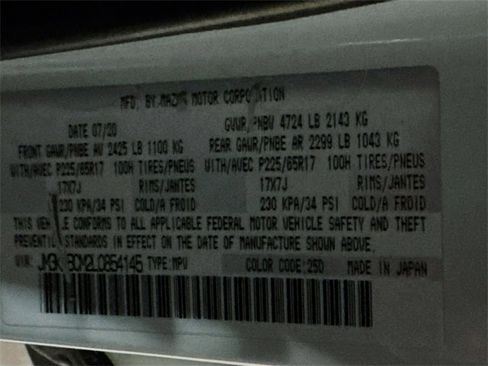 MFD. BY MAZDA MOTOR CORPORATION
DATE 07/20 GVWR/PNBV 4724 LB 2143 KG
FRONT GAWR/PNBE AV 2425 LB 1100 KG REAR GAWR/PNBE AR 2299 LB 1043 KG
WITH/AVEC P225/65R17 100H TIRES/PNEUS WITH/AVEC P225/65R17 100H TIRES/PNEUS
17X7J RIMS/JANTES 17X7J RIMS/JANTES
230 KPA/34 PSI COLD/A FROID 230 KPA/34 PSI COLD/A FROID
THIS VEHICLE CONFORMS TO ALL APPLICABLE FEDERAL MOTOR VEHICLE SAFETY AND THEFT
PREVENTION STANDARDS IN EFFECT ON THE DATE OF MANUFACTURE SHOWN ABOVE.
TYPE:MPV COLOR CODE:250 MADE IN JAPAN